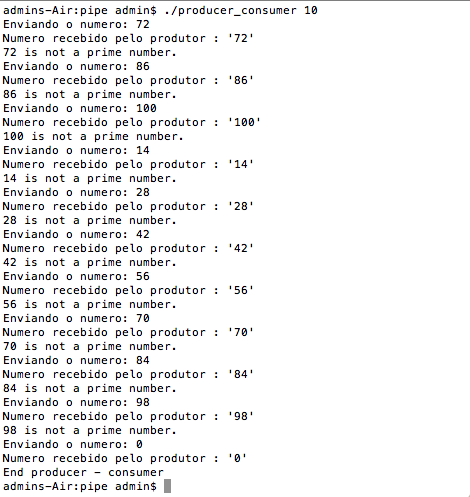 admins-Air:pipe admin$ ./producer_consumer 10
Enviando o numero: 72
Numero recebido pelo produtor : '72'
72 is not a prime number.
Enviando o numero: 86
Numero recebido pelo produtor : '86'
86 is not a prime number.
Enviando o numero: 100
Numero recebido pelo produtor : '100'
100 is not a prime number.
Enviando o numero: 14
Numero recebido pelo produtor : '14'
14 is not a prime number.
Enviando o numero: 28
Numero recebido pelo produtor : '28'
28 is not a prime number.
Enviando o numero: 42
Numero recebido pelo produtor : '42'
42 is not a prime number.
Enviando o numero: 56
Numero recebido pelo produtor : '56'
56 is not a prime number.
Enviando o numero: 70
Numero recebido pelo produtor : '70'
70 is not a prime number.
Enviando o numero: 84
Numero recebido pelo produtor : '84'
84 is not a prime number.
Enviando o numero: 98
Numero recebido pelo produtor : '98'
98 is not a prime number.
Enviando o numero: 0
Numero recebido pelo produtor : '0'
End producer - consumer
admins-Air:pipe admin$